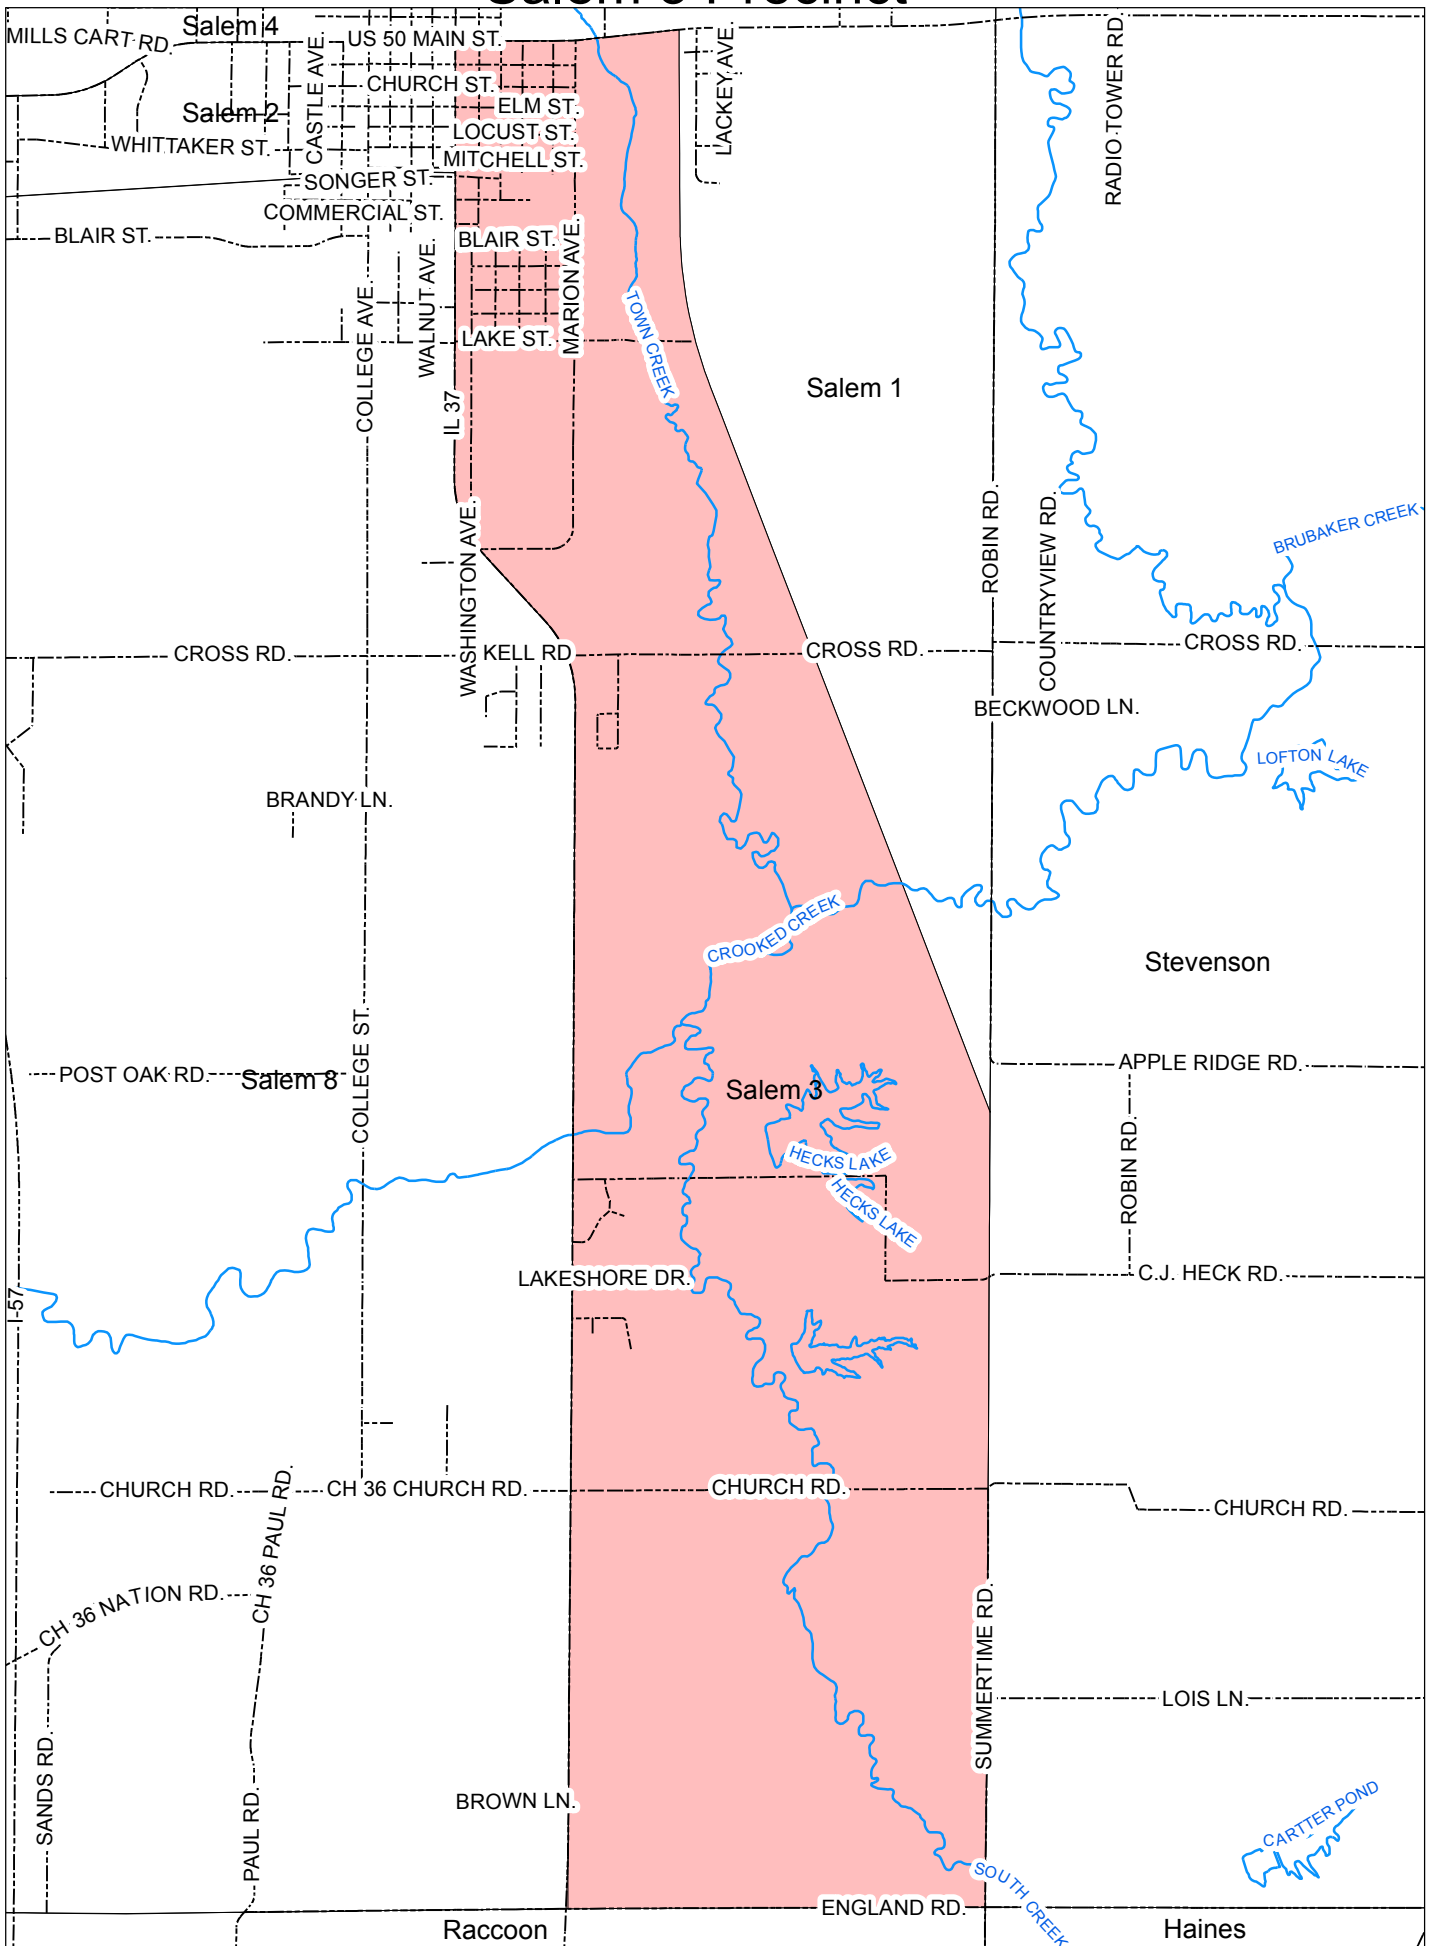 Salem 3 Precinct
Salem 4
MILLS CART RD.
US 50 MAIN ST.
LACKEY AVE.
RADIO TOWER RD.
CASTLE AVE.
CHURCH ST.
ELM ST.
Salem 2
LOCUST ST.
WHITTAKER ST.
MITCHELL ST.
SONGER ST.
COMMERCIAL ST.
BLAIR ST.
BLAIR ST.
WALNUT AVE.
MARION AVE.
COLLEGE AVE.
LAKE ST.
TOWN CREEK
IL 37
Salem 1
ROBIN RD.
COUNTRYVIEW RD.
BRUBAKER CREEK
WASHINGTON AVE.
CROSS RD.
KELL RD
CROSS RD.
CROSS RD.
BECKWOOD LN.
LOFTON LAKE
BRANDY LN.
CROOKED CREEK
Stevenson
COLLEGE ST.
POST OAK RD.
Salem 8
Salem 3
APPLE RIDGE RD.
ROBIN RD.
HECKS LAKE
HECKS LAKE
LAKESHORE DR.
C.J. HECK RD.
I-57
CHURCH RD.
CH 36 CHURCH RD.
CHURCH RD.
CHURCH RD.
CH 36 PAUL RD.
CH 36 NATION RD.
SUMMERTIME RD.
LOIS LN.
SANDS RD.
PAUL RD.
BROWN LN.
CARTTER POND
SOUTH CREEK
ENGLAND RD.
Raccoon
Haines